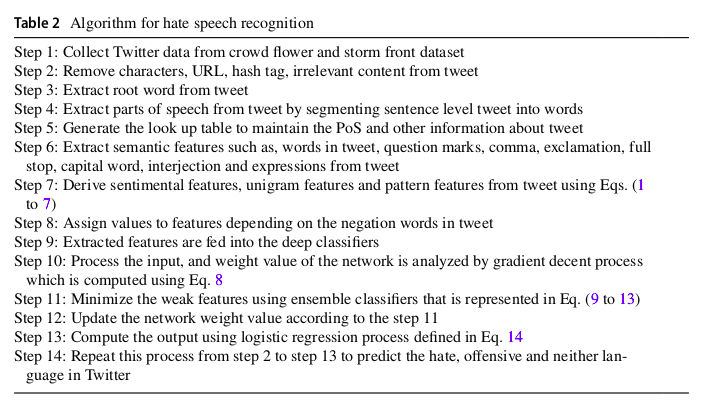 Table 2 Algorithm for hate speech recognition
Step 1: Collect Twitter data from crowd flower and storm front dataset
Step 2: Remove characters, URL, hash tag, irrelevant content from tweet
Step 3: Extract root word from tweet
Step 4: Extract parts of speech from tweet by segmenting sentence level tweet into words
Step 5: Generate the look up table to maintain the PoS and other information about tweet
Step 6: Extract semantic features such as, words in tweet, question marks, comma, exclamation, full
stop, capital word, interjection and expressions from tweet
Step 7: Derive sentimental features, unigram features and pattern features from tweet using Eqs. (1
to 7)
Step 8: Assign values to features depending on the negation words in tweet
Step 9: Extracted features are fed into the deep classifiers
Step 10: Process the input, and weight value of the network is analyzed by gradient decent process
which is computed using Eq. 8
Step 11: Minimize the weak features using ensemble classifiers that is represented in Eq. (9 to 13)
Step 12: Update the network weight value according to the step 11
Step 13: Compute the output using logistic regression process defined in Eq. 14
Step 14: Repeat this process from step 2 to step 13 to predict the hate, offensive and neither lan-
guage in Twitter